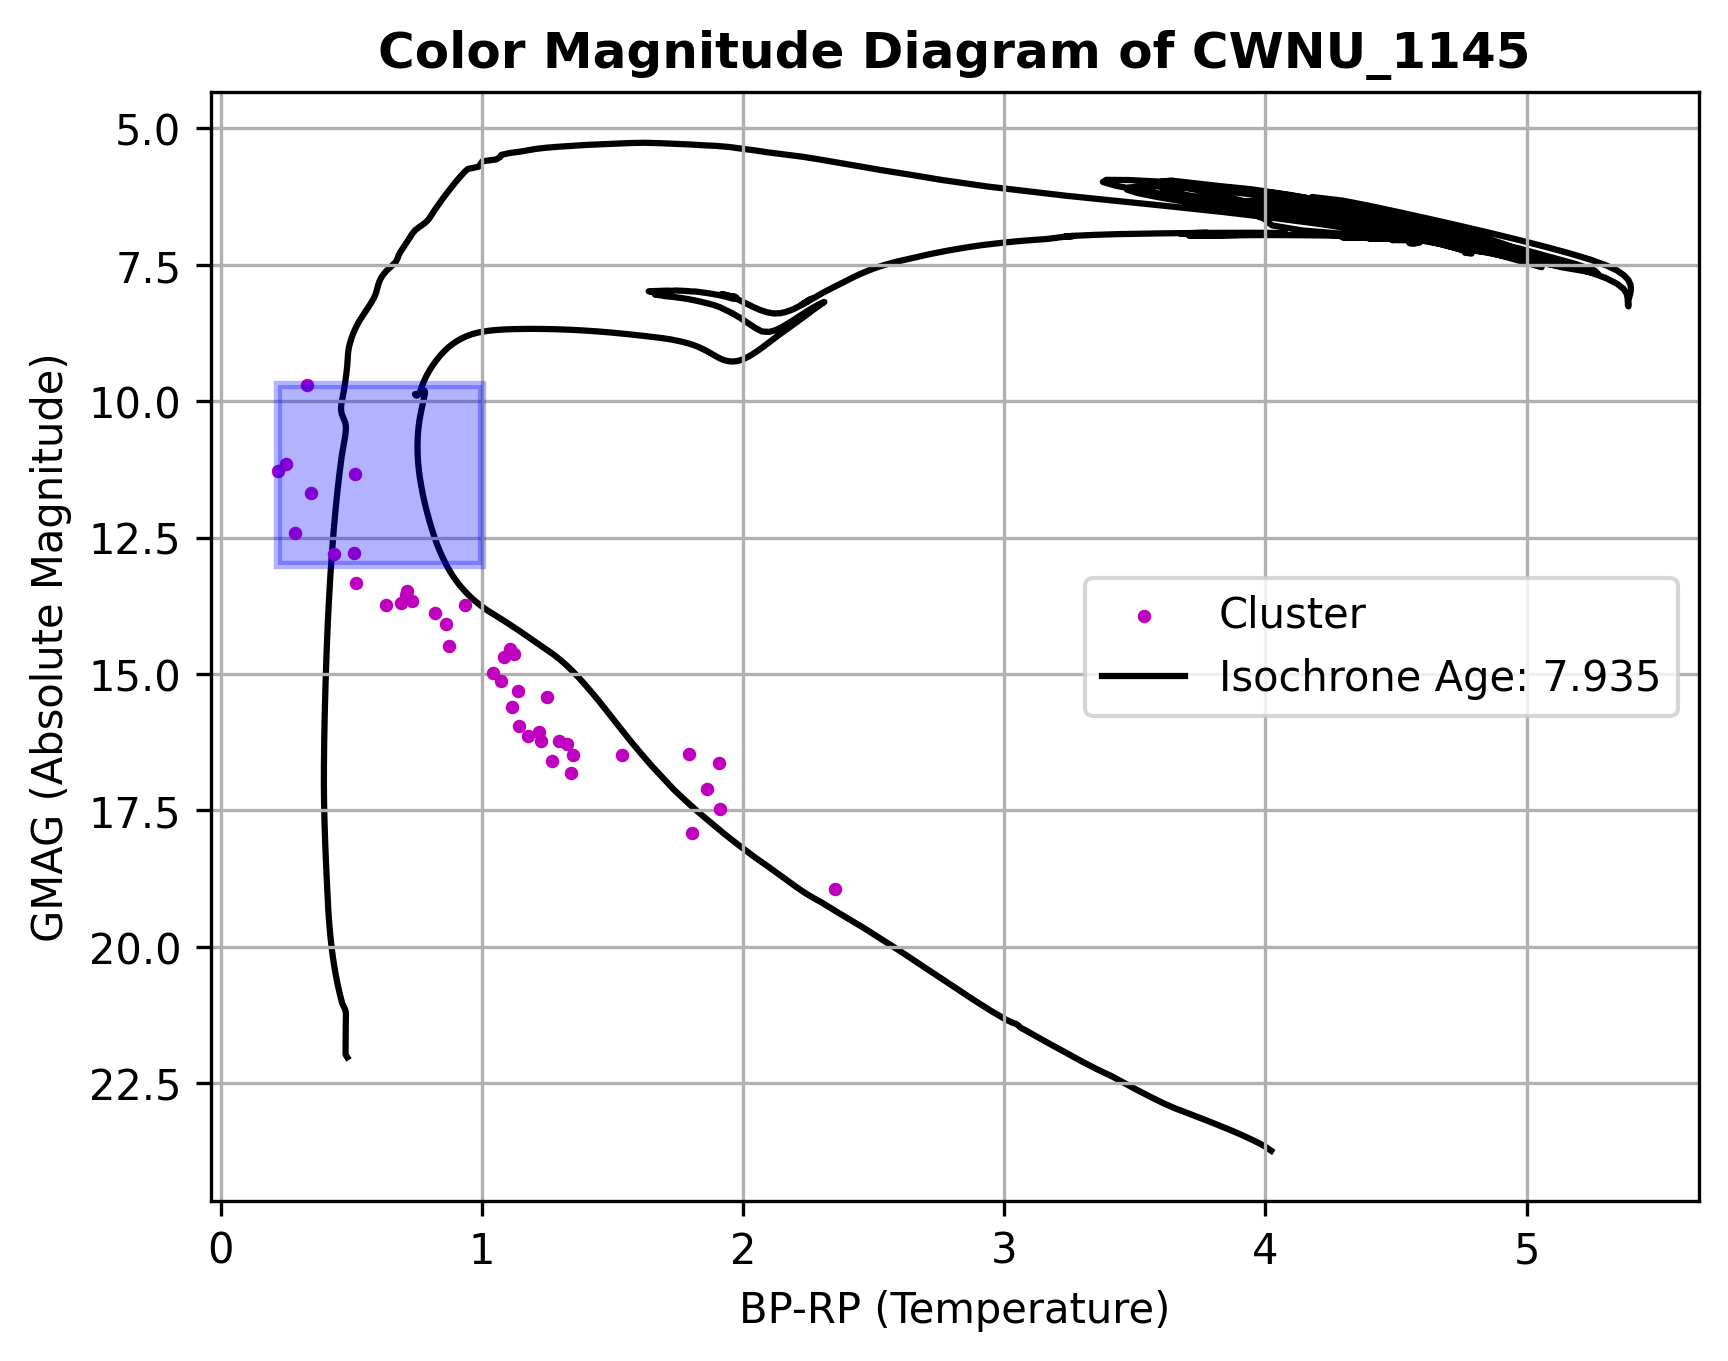 Color Magnitude Diagram of CWNU_1145
GMAG (Absolute Magnitude)
5.0
7.5
10.0
12.5
15.0
17.5
20.0
22.5
Cluster
Isochrone Age: 7.935
0 1 2 3 4 5
BP-RP (Temperature)